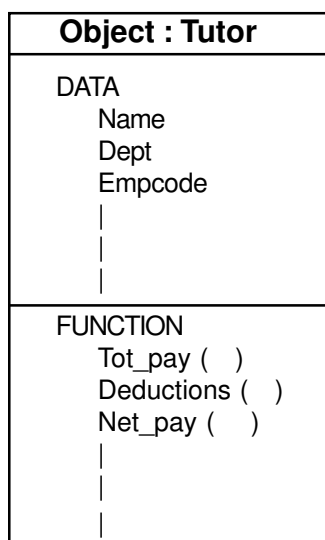 Object : Tutor
DATA
Name
Dept
Empcode
|
|
|
FUNCTION
Tot_pay (   )
Deductions (   )
Net_pay (   )
|
|
|